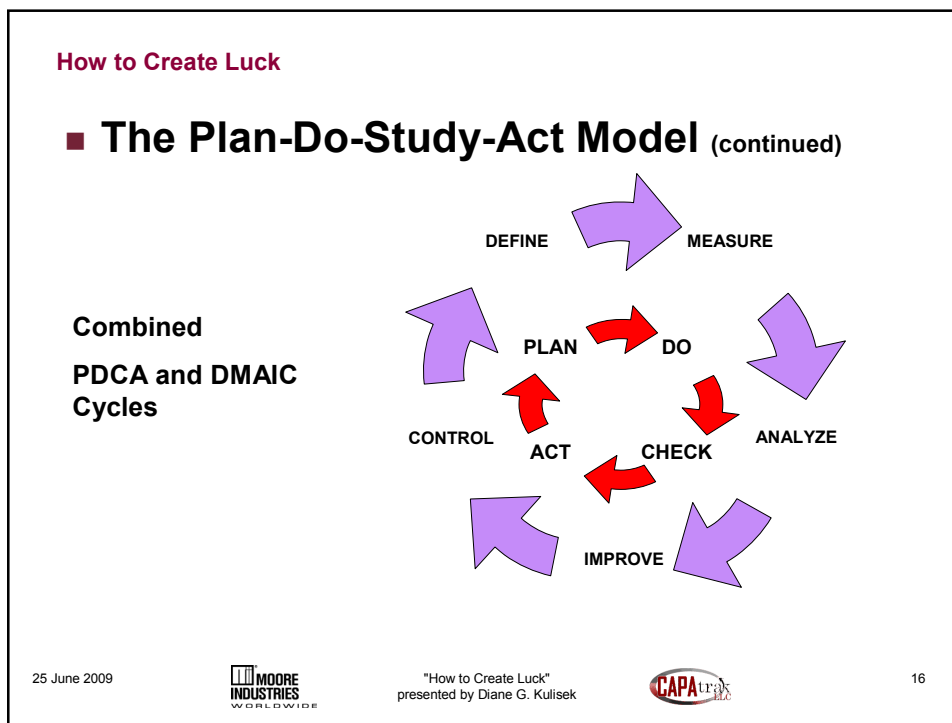 How to Create Luck
The Plan-Do-Study-Act Model (continued)
DEFINE
MEASURE
Combined
PDCA and DMAIC
Cycles
PLAN
DO
CONTROL
ACT
CHECK
ANALYZE
IMPROVE
25 June 2009
MOORE
INDUSTRIES
WORLDWIDE
"How to Create Luck"
presented by Diane G. Kulisek
CAPAtrak
LLC
16